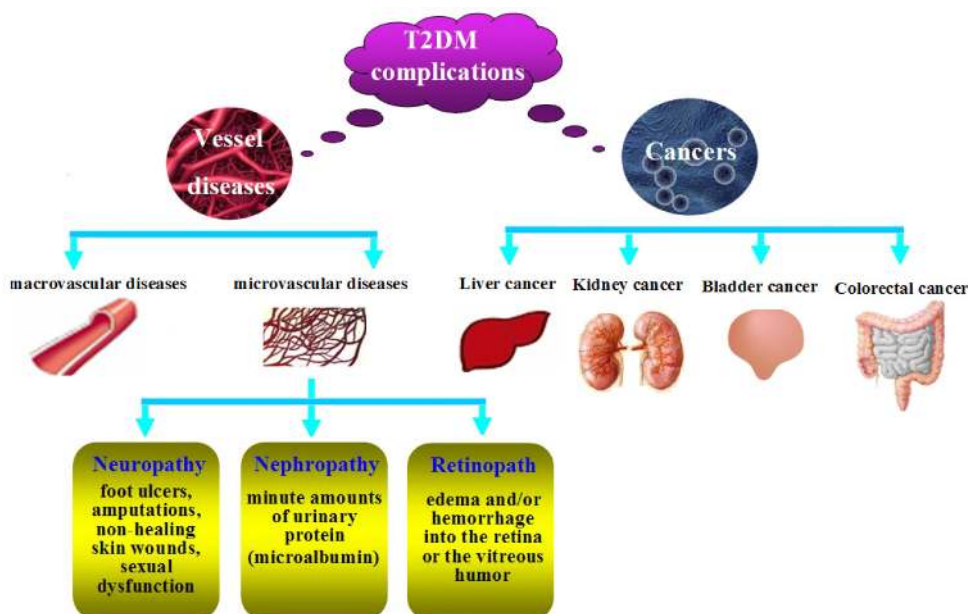 T2DM
complications
Vessel
diseases
Cancers
macrovascular diseases
microvascular diseases
Liver cancer
Kidney cancer
Bladder cancer
Colorectal cancer
Neuropathy
foot ulcers,
amputations,
non-healing
skin wounds,
sexual
dysfunction
Nephropathy
minute amounts
of urinary
protein
(microalbumin)
Retinopath
edema and/or
hemorrhage
into the retina
or the vitreous
humor